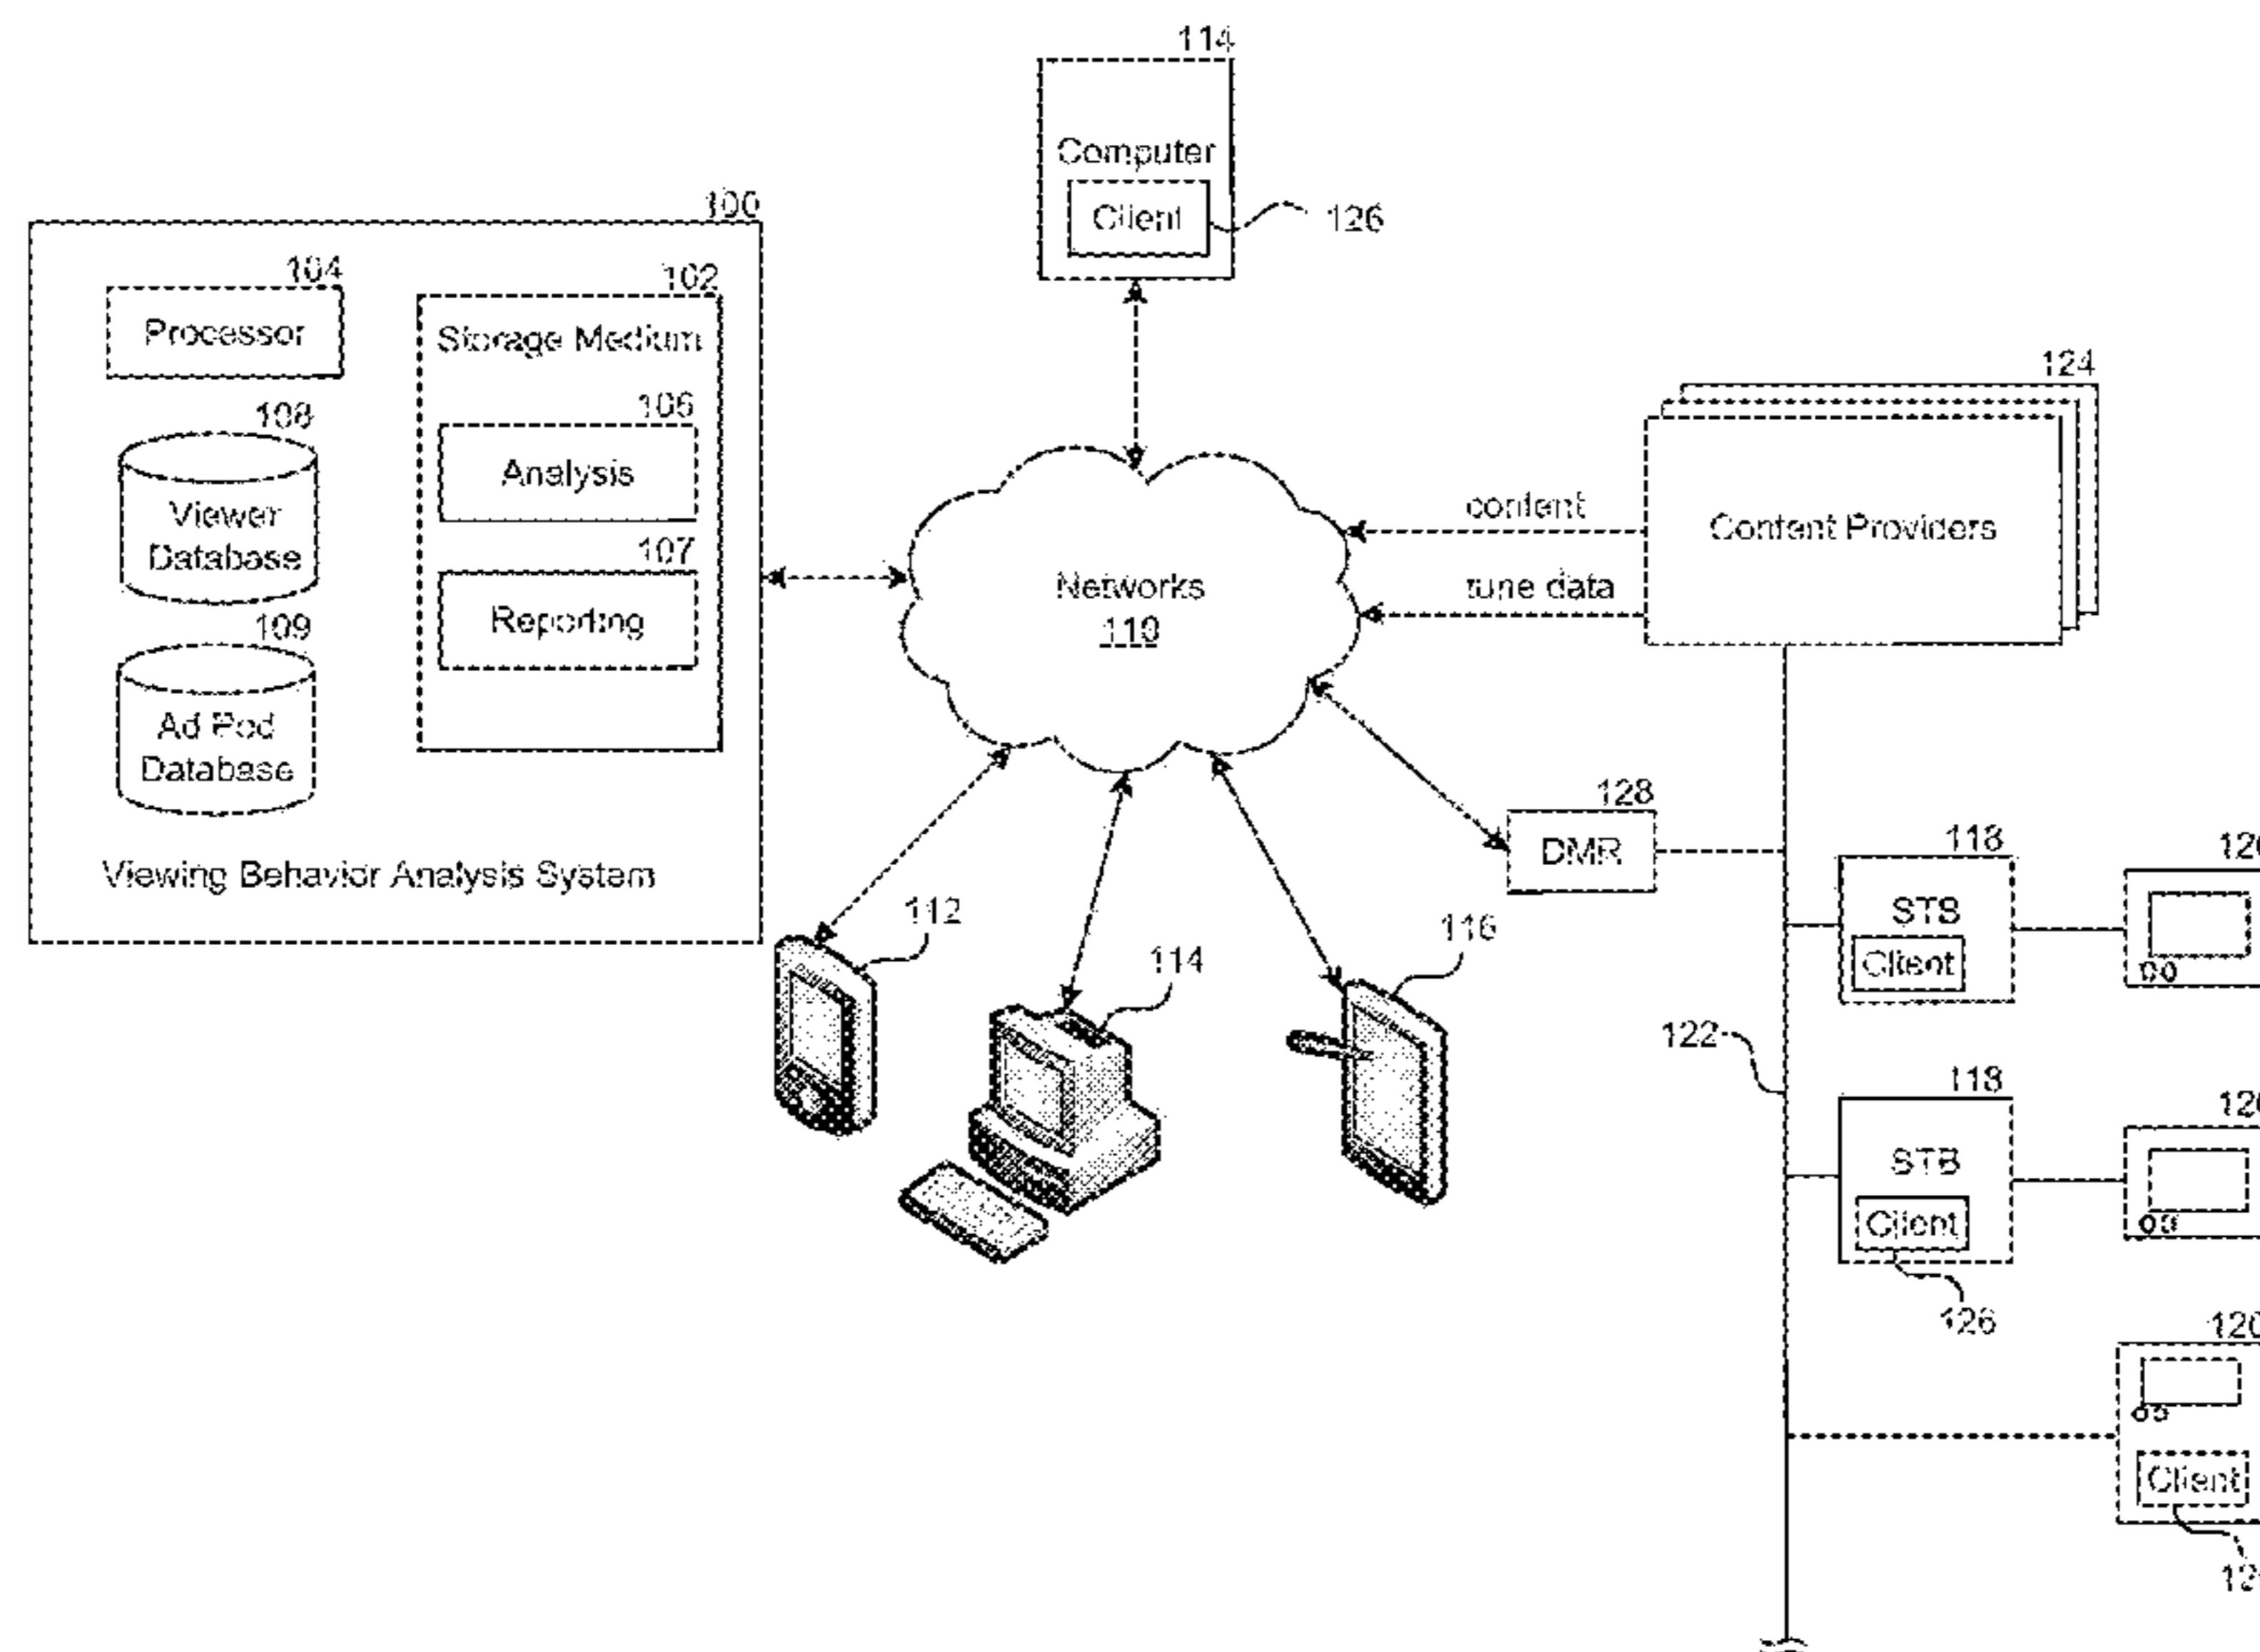 114
Computer
Client
126
100
104
Processor
102
Storage Medium
108
Viewer
Database
106
Analysis
107
Reporting
109
Ad Pod
Database
Viewing Behavior Analysis System
Networks
110
content
tune data
124
Content Providers
128
DMR
112
114
116
122
118
STB
Client
118
STB
Client
126
120
Client